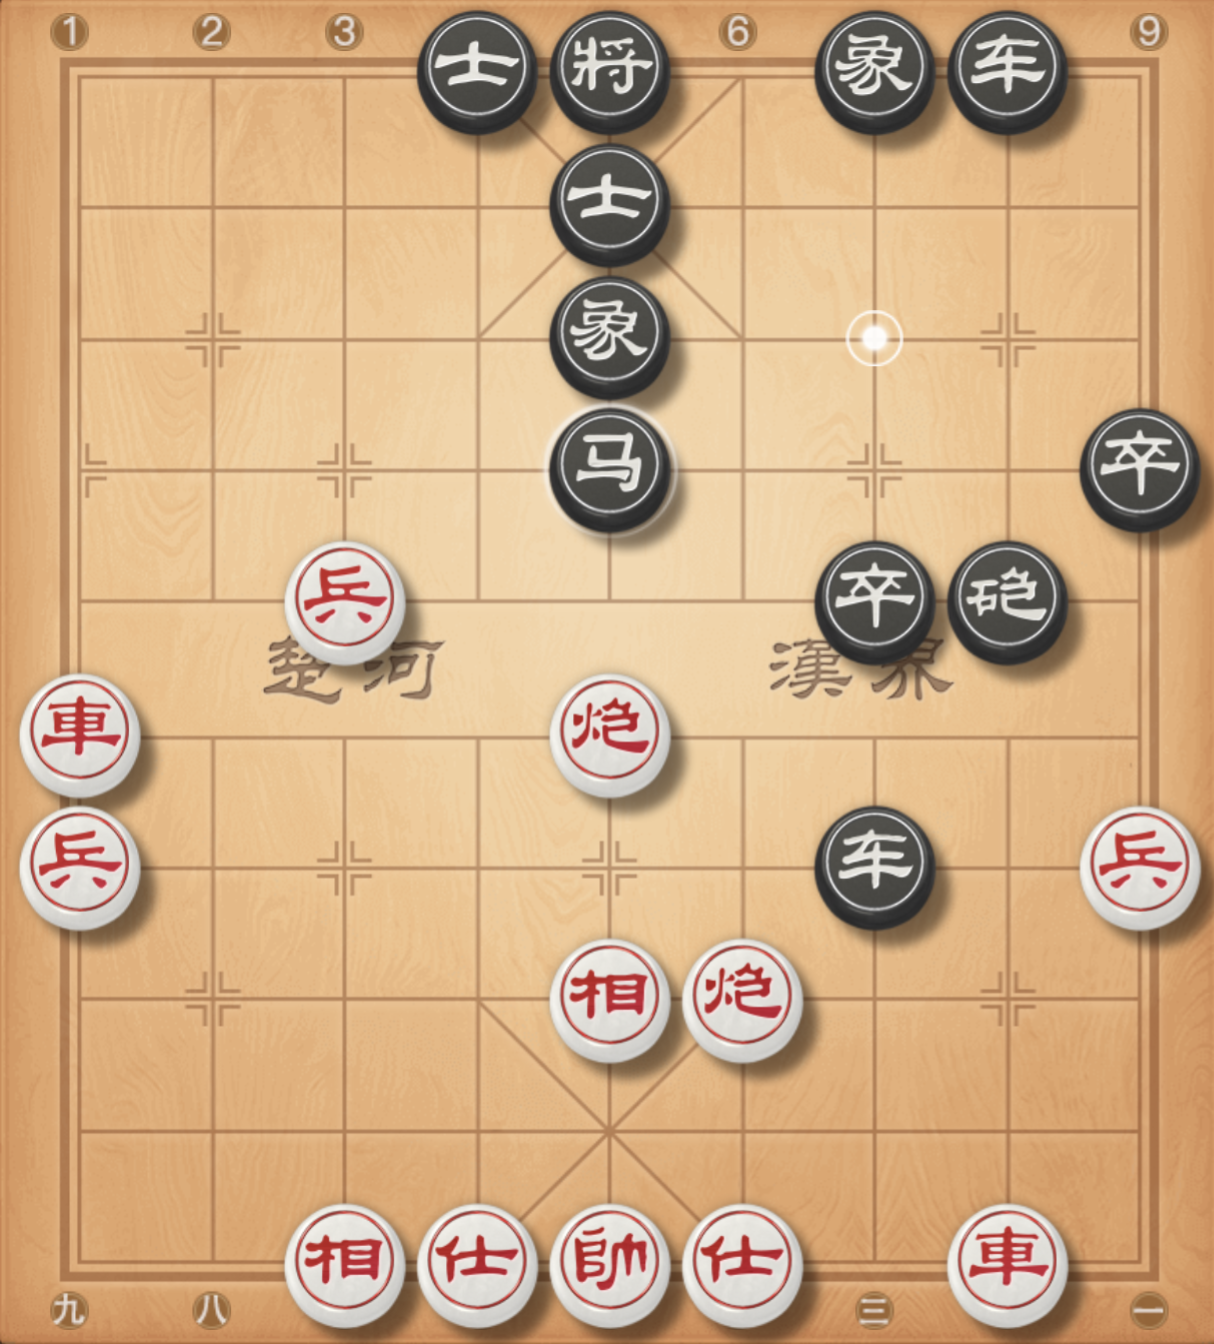 1 2 3 6 9
士 将 象 车
士
象
马 卒
兵 卒 砲
楚河 漢界
車 炮
兵 车 兵
相 炮
相 仕 帥 仕 車
九 八 三 一